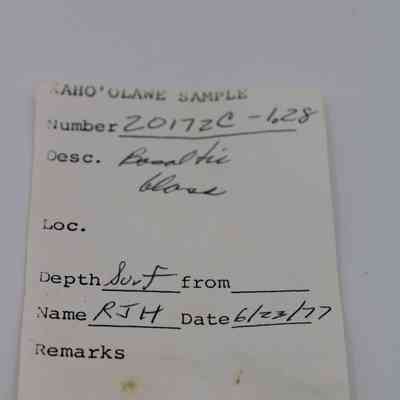 KAHO'OLAWE SAMPLE
Number 20172C - 1.28
Desc. Basaltic
Glass
Loc.
Depth Surf from
Name RJH Date 6/23/77
Remarks